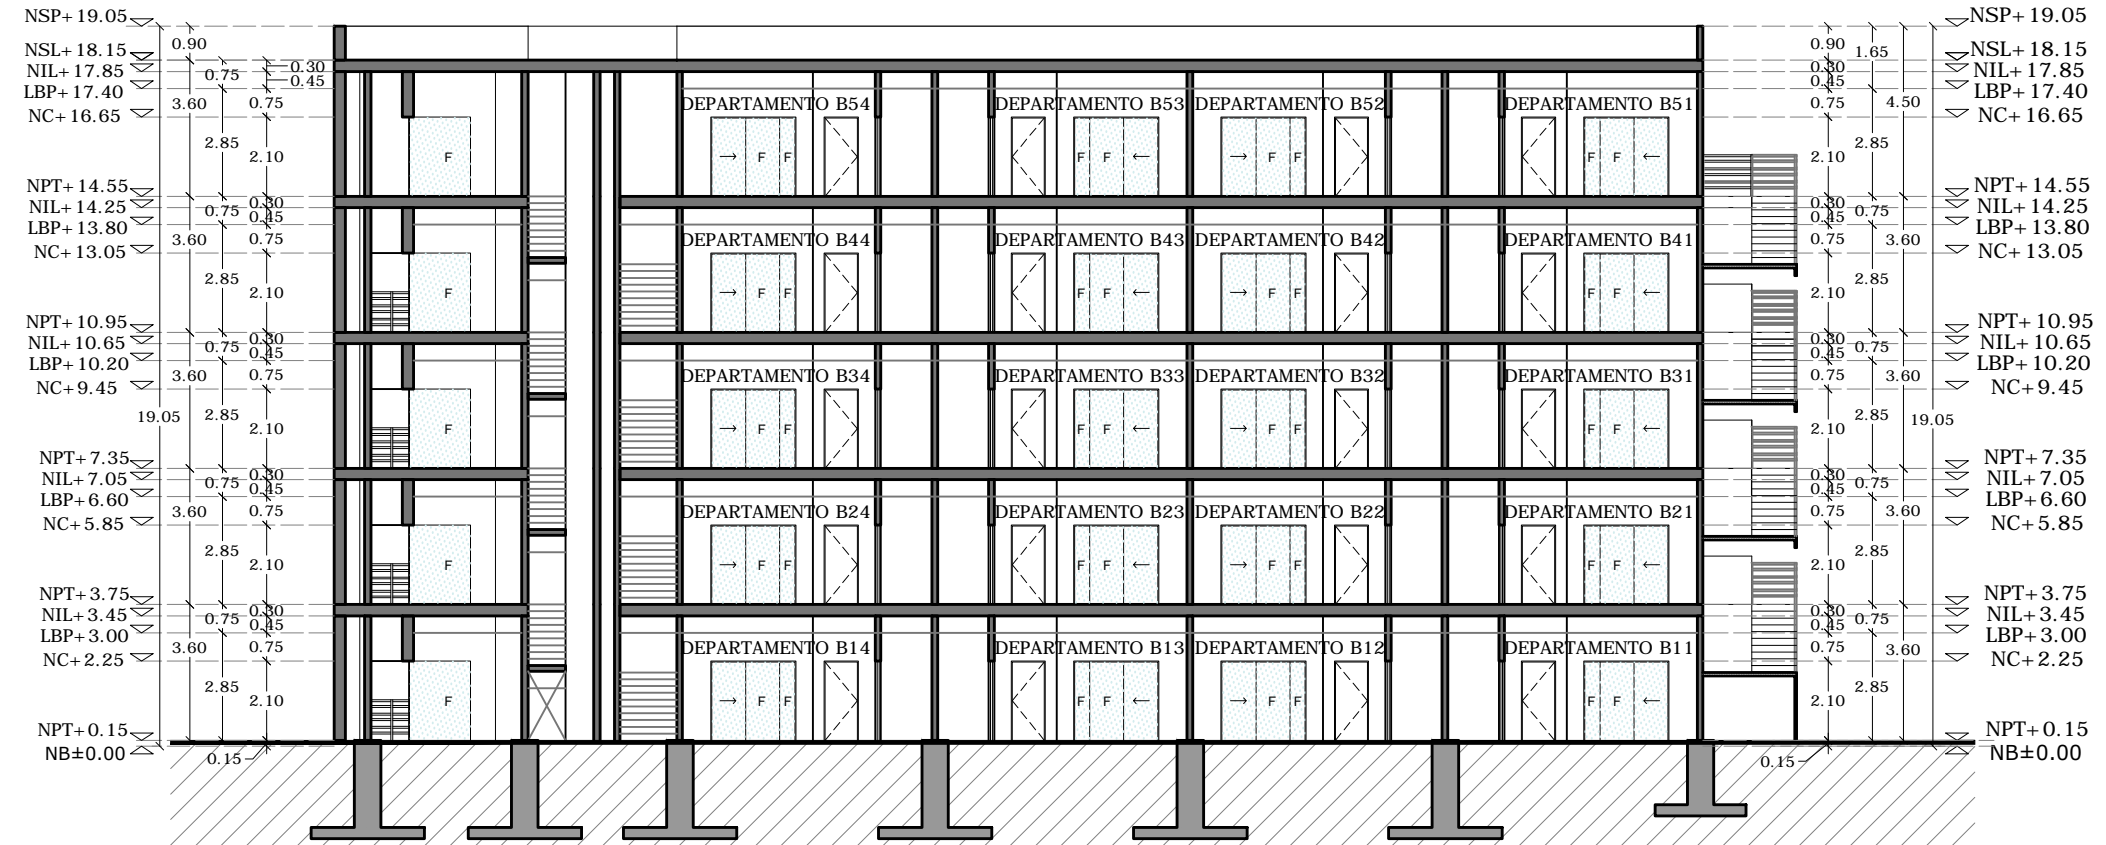 NSP+19.05
NSL+18.15
NIL+17.85
LBP+17.40
NC+16.65
NPT+14.55
NIL+14.25
LBP+13.80
NC+13.05
NPT+10.95
NIL+10.65
LBP+10.20
NC+9.45
NPT+7.35
NIL+7.05
LBP+6.60
NC+5.85
NPT+3.75
NIL+3.45
LBP+3.00
NC+2.25
NPT+0.15
NB±0.00
19.05
0.90
3.60
3.60
3.60
3.60
3.60
0.75
2.85
0.75
2.85
0.75
2.85
0.75
2.85
0.75
2.85
0.30
0.45
0.75
2.10
0.30
0.45
0.75
2.10
0.30
0.45
0.75
2.10
0.30
0.45
0.75
2.10
0.30
0.45
0.75
2.10
0.15
DEPARTAMENTO B54 DEPARTAMENTO B53 DEPARTAMENTO B52 DEPARTAMENTO B51
F F F F F F F F F
DEPARTAMENTO B44 DEPARTAMENTO B43 DEPARTAMENTO B42 DEPARTAMENTO B41
F F F F F F F F F
DEPARTAMENTO B34 DEPARTAMENTO B33 DEPARTAMENTO B32 DEPARTAMENTO B31
F F F F F F F F F
DEPARTAMENTO B24 DEPARTAMENTO B23 DEPARTAMENTO B22 DEPARTAMENTO B21
F F F F F F F F F
DEPARTAMENTO B14 DEPARTAMENTO B13 DEPARTAMENTO B12 DEPARTAMENTO B11
F F F F F F F F F
0.90
0.30
0.45
0.75
2.10
0.30
0.45
0.75
2.10
0.30
0.45
0.75
2.10
0.30
0.45
0.75
2.10
0.30
0.45
0.75
2.10
0.15
1.65
2.85
0.75
2.85
0.75
2.85
0.75
2.85
0.75
2.85
4.50
3.60
3.60
3.60
3.60
19.05
NSP+19.05
NSL+18.15
NIL+17.85
LBP+17.40
NC+16.65
NPT+14.55
NIL+14.25
LBP+13.80
NC+13.05
NPT+10.95
NIL+10.65
LBP+10.20
NC+9.45
NPT+7.35
NIL+7.05
LBP+6.60
NC+5.85
NPT+3.75
NIL+3.45
LBP+3.00
NC+2.25
NPT+0.15
NB±0.00